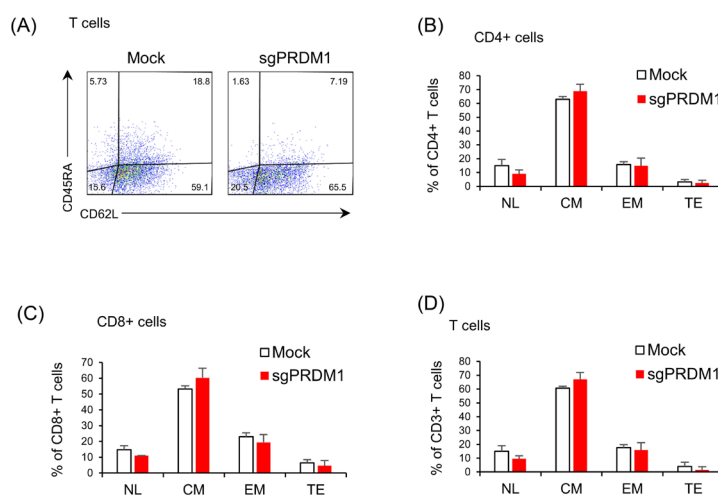 (A)
T cells
Mock
sgPRDM1
5.73
18.8
1.63
7.19
15.6
59.1
20.5
65.5
CD45RA
CD62L
(B)
CD4+ cells
Mock
sgPRDM1
% of CD4+ T cells
80
70
60
50
40
30
20
10
0
NL CM EM TE
(C)
CD8+ cells
Mock
sgPRDM1
% of CD8+ T cells
70
60
50
40
30
20
10
0
NL CM EM TE
(D)
T cells
Mock
sgPRDM1
% of CD3+ T cells
80
70
60
50
40
30
20
10
0
NL CM EM TE